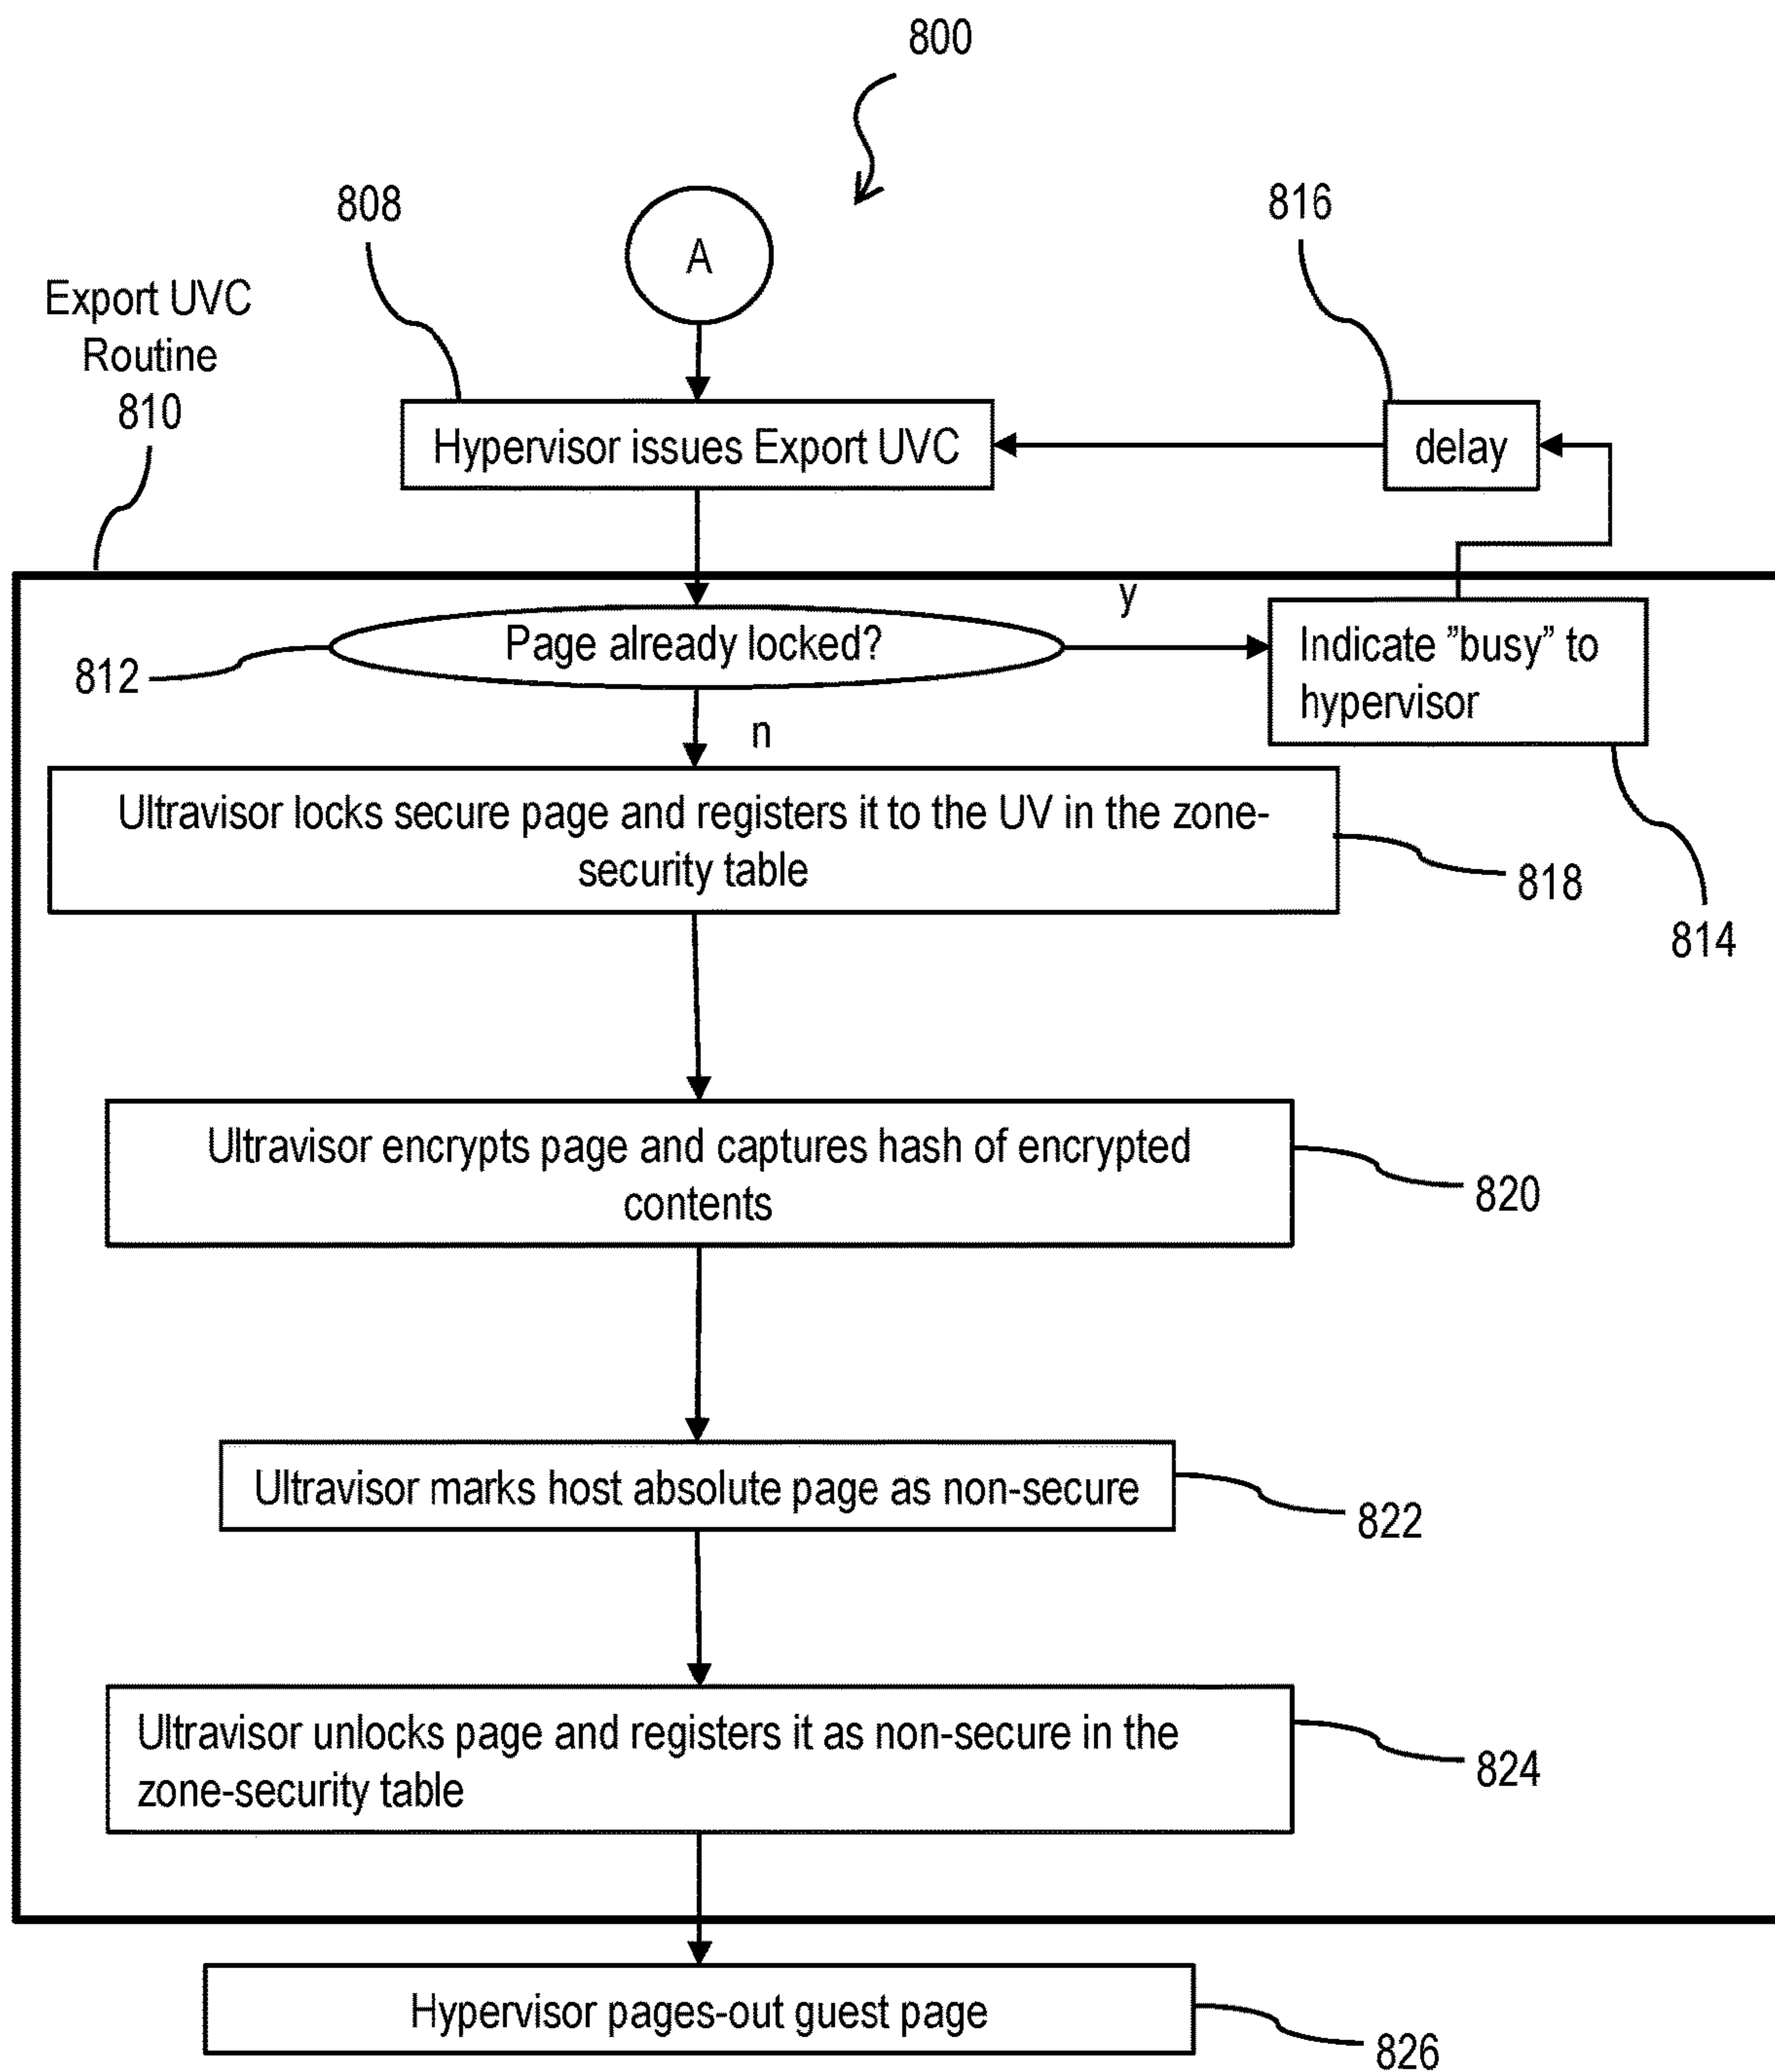 800
808
816
A
Export UVC
Routine
810
Hypervisor issues Export UVC
delay
y
Page already locked?
812
Indicate ”busy” to
hypervisor
n
814
Ultravisor locks secure page and registers it to the UV in the zone-
security table
818
Ultravisor encrypts page and captures hash of encrypted
contents
820
Ultravisor marks host absolute page as non-secure
822
Ultravisor unlocks page and registers it as non-secure in the
zone-security table
824
Hypervisor pages-out guest page
826